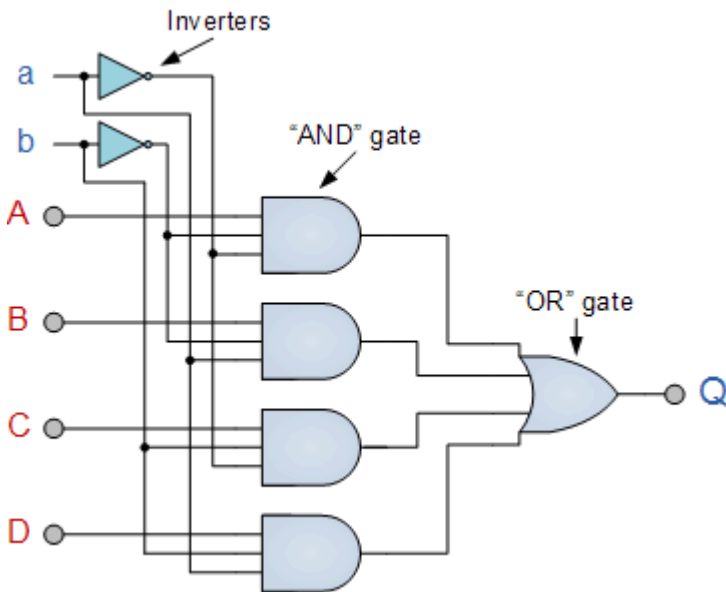 Inverters
a
b
“AND” gate
A
B
“OR” gate
Q
C
D